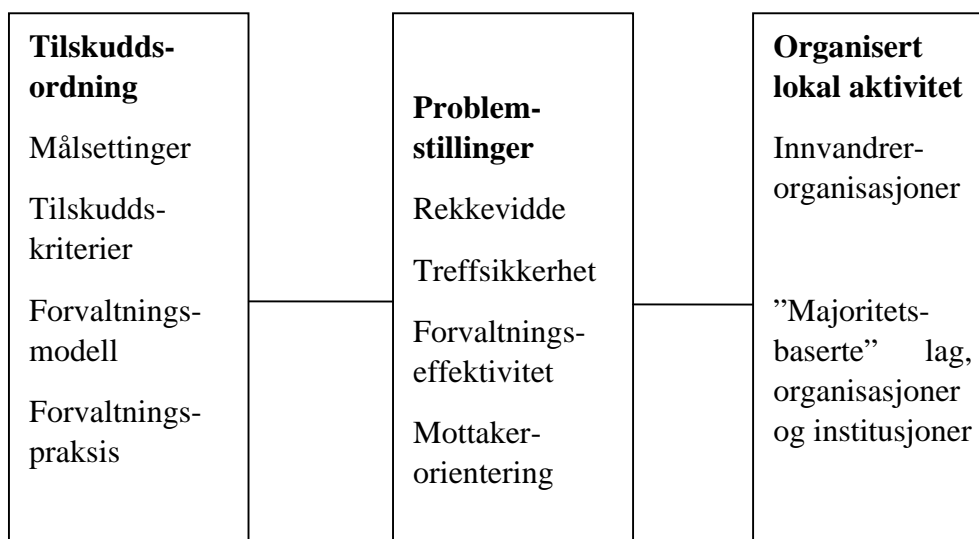 Tilskudds-
ordning
Målsettinger
Tilskudds-
kriterier
Forvaltnings-
modell
Forvaltnings-
praksis
Problem-
stillinger
Rekkevidde
Treffsikkerhet
Forvaltnings-
effektivitet
Mottaker-
orientering
Organisert
lokal aktivitet
Innvandrer-
organisasjoner
”Majoritets-
baserte” lag,
organisasjoner
og institusjoner